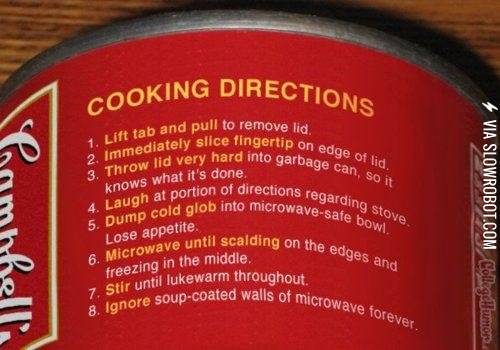 COOKING DIRECTIONS
1. Lift tab and pull to remove lid.
2. Immediately slice fingertip on edge of lid.
3. Throw lid very hard into garbage can, so it
knows what it's done.
4. Laugh at portion of directions regarding stove.
5. Dump cold glob into microwave-safe bowl.
Lose appetite.
6. Microwave until scalding on the edges and
freezing in the middle.
7. Stir until lukewarm throughout.
8. Ignore soup-coated walls of microwave forever.
Campbell's
VIA SLOWROBOT.COM
CollegeHumor